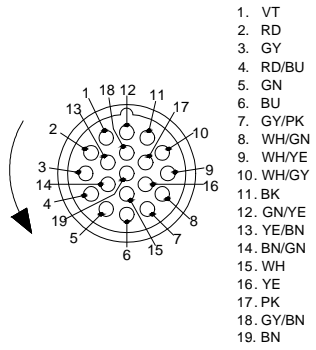 1 18 12 11
13 17
2 10
3 9
14 16
4 8
19
5 7
6 15
1. VT
2. RD
3. GY
4. RD/BU
5. GN
6. BU
7. GY/PK
8. WH/GN
9. WH/YE
10. WH/GY
11. BK
12. GN/YE
13. YE/BN
14. BN/GN
15. WH
16. YE
17. PK
18. GY/BN
19. BN